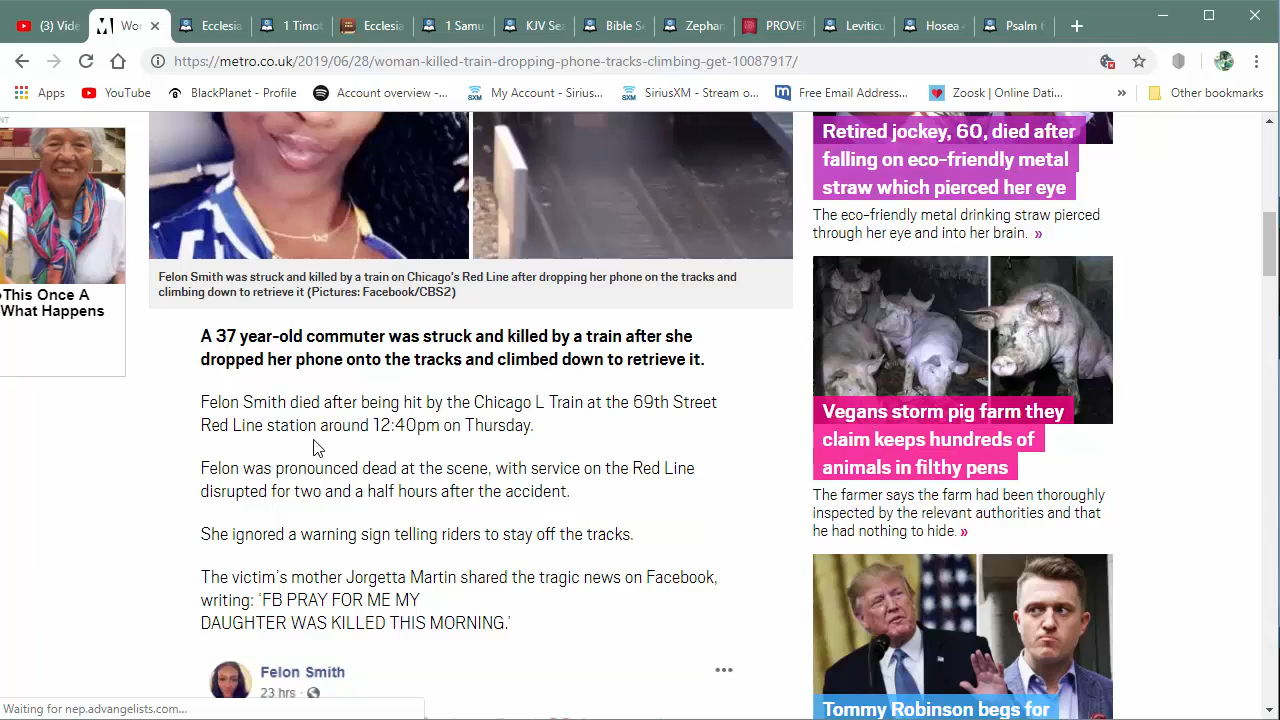 (3) Vide
Wo
Ecclesia
1 Timot
Ecclesia
1 Samu
KJV Sea
Bible Se
Zephan
PROVE
Leviticu
Hosea
Psalm 6
https://metro.co.uk/2019/06/28/woman-killed-train-dropping-phone-tracks-climbing-get-10087917/
Apps
YouTube
BlackPlanet - Profile
Account overview -...
My Account - Sirius...
SiriusXM - Stream o...
Free Email Address...
Zoosk | Online Dati...
»
Other bookmarks
This Once A
What Happens
Felon Smith was struck and killed by a train on Chicago's Red Line after dropping her phone on the tracks and
climbing down to retrieve it (Pictures: Facebook/CBS2)
A 37 year-old commuter was struck and killed by a train after she
dropped her phone onto the tracks and climbed down to retrieve it.
Felon Smith died after being hit by the Chicago L Train at the 69th Street
Red Line station around 12:40pm on Thursday.
Felon was pronounced dead at the scene, with service on the Red Line
disrupted for two and a half hours after the accident.
She ignored a warning sign telling riders to stay off the tracks.
The victim's mother Jorgetta Martin shared the tragic news on Facebook,
writing: 'FB PRAY FOR ME MY
DAUGHTER WAS KILLED THIS MORNING.'
Felon Smith
23 hrs ·
Retired jockey, 60, died after
falling on eco-friendly metal
straw which pierced her eye
The eco-friendly metal drinking straw pierced
through her eye and into her brain. »
Vegans storm pig farm they
claim keeps hundreds of
animals in filthy pens
The farmer says the farm had been thoroughly
inspected by the relevant authorities and that
he had nothing to hide. »
Tommy Robinson begs for
Waiting for nep.advangelists.com...